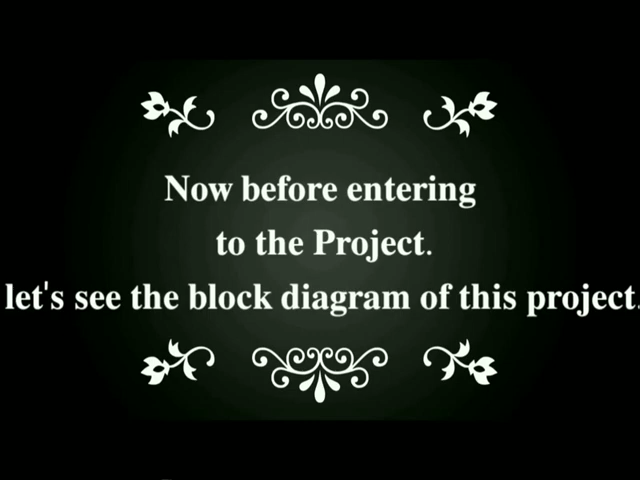 Now before entering
to the Project.
let's see the block diagram of this project.